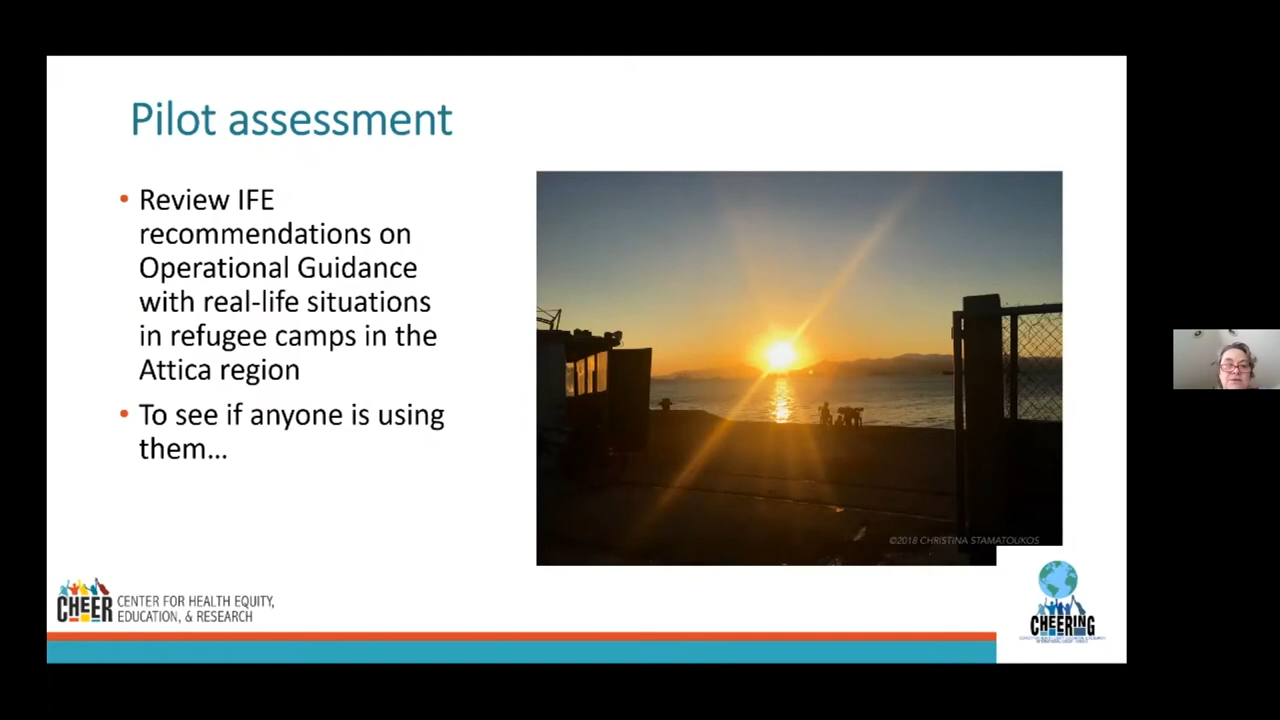 Pilot assessment
• Review IFE
recommendations on
Operational Guidance
with real-life situations
in refugee camps in the
Attica region
• To see if anyone is using
them...
©2018 CHRISTINA STAMATOUKOS
CHEER
CENTER FOR HEALTH EQUITY,
EDUCATION, & RESEARCH
CHEERING